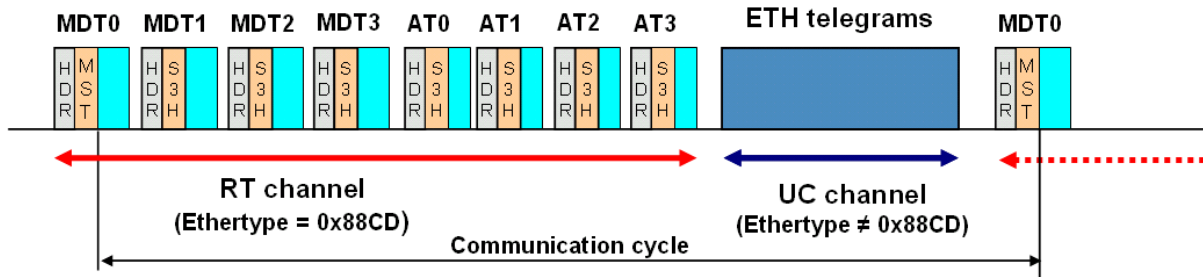 MDT0 MDT1 MDT2 MDT3 AT0 AT1 AT2 AT3 ETH telegrams MDT0
HDR MST HDR S3H HDR S3H HDR S3H HDR S3H HDR S3H HDR S3H HDR S3H HDR MST
RT channel UC channel
(Ethertype = 0x88CD) (Ethertype ≠ 0x88CD)
Communication cycle